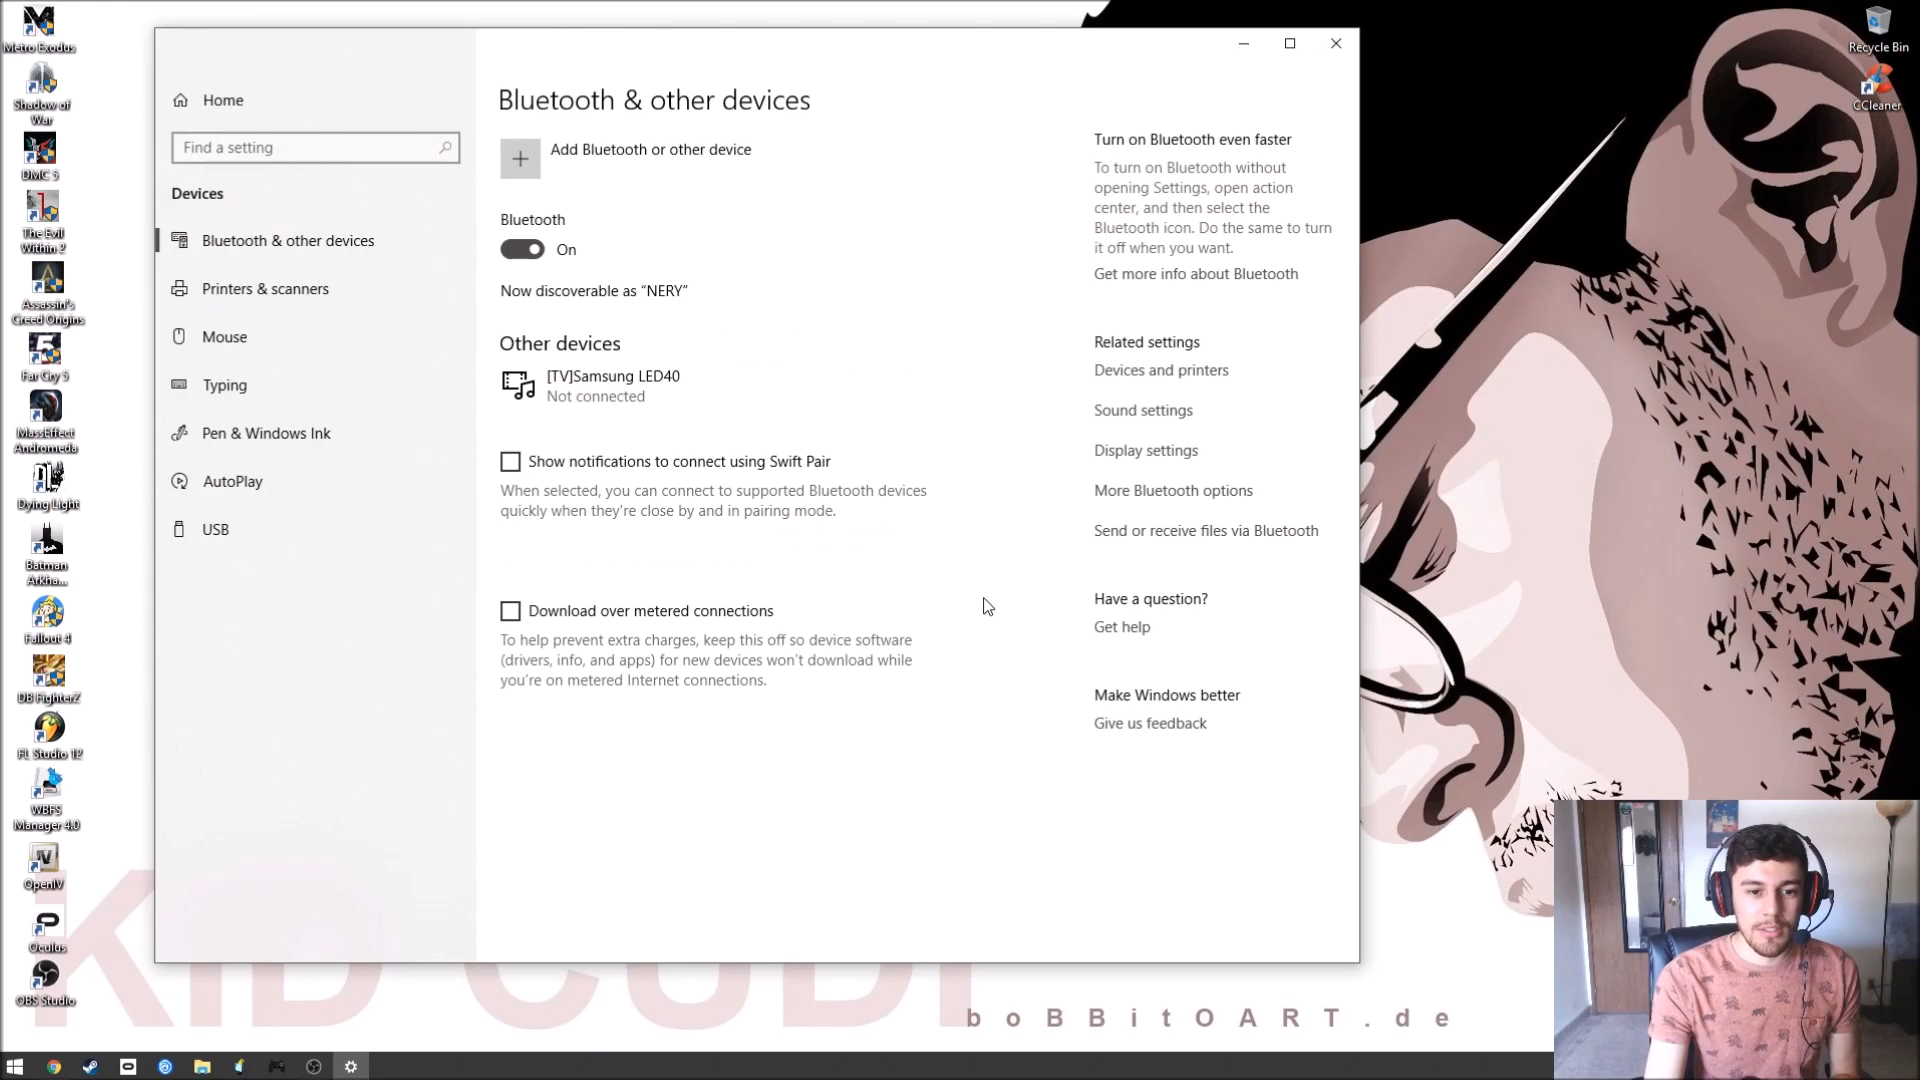 Metro Exodus
Shadow of
War
DMC 5
The Evil
Within 2
Assassin's
Creed Origins
Far Cry 5
MassEffect
Andromeda
Dying Light
Batman
Arkha...
Fallout 4
DB FighterZ
FL Studio 12
WBFS
Manager 4.0
OpenIV
Oculus
OBS Studio
Home
Find a setting
Devices
Bluetooth & other devices
Printers & scanners
Mouse
Typing
Pen & Windows Ink
AutoPlay
USB
Bluetooth & other devices
Add Bluetooth or other device
Bluetooth
On
Now discoverable as “NERY”
Other devices
[TV]Samsung LED40
Not connected
Show notifications to connect using Swift Pair
When selected, you can connect to supported Bluetooth devices
quickly when they're close by and in pairing mode.
Download over metered connections
To help prevent extra charges, keep this off so device software
(drivers, info, and apps) for new devices won’t download while
you’re on metered Internet connections.
Turn on Bluetooth even faster
To turn on Bluetooth without
opening Settings, open action
center, and then select the
Bluetooth icon. Do the same to turn
it off when you want.
Get more info about Bluetooth
Related settings
Devices and printers
Sound settings
Display settings
More Bluetooth options
Send or receive files via Bluetooth
Have a question?
Get help
Make Windows better
Give us feedback
Recycle Bin
CCleaner
KID CUDI
boBBitOART.de